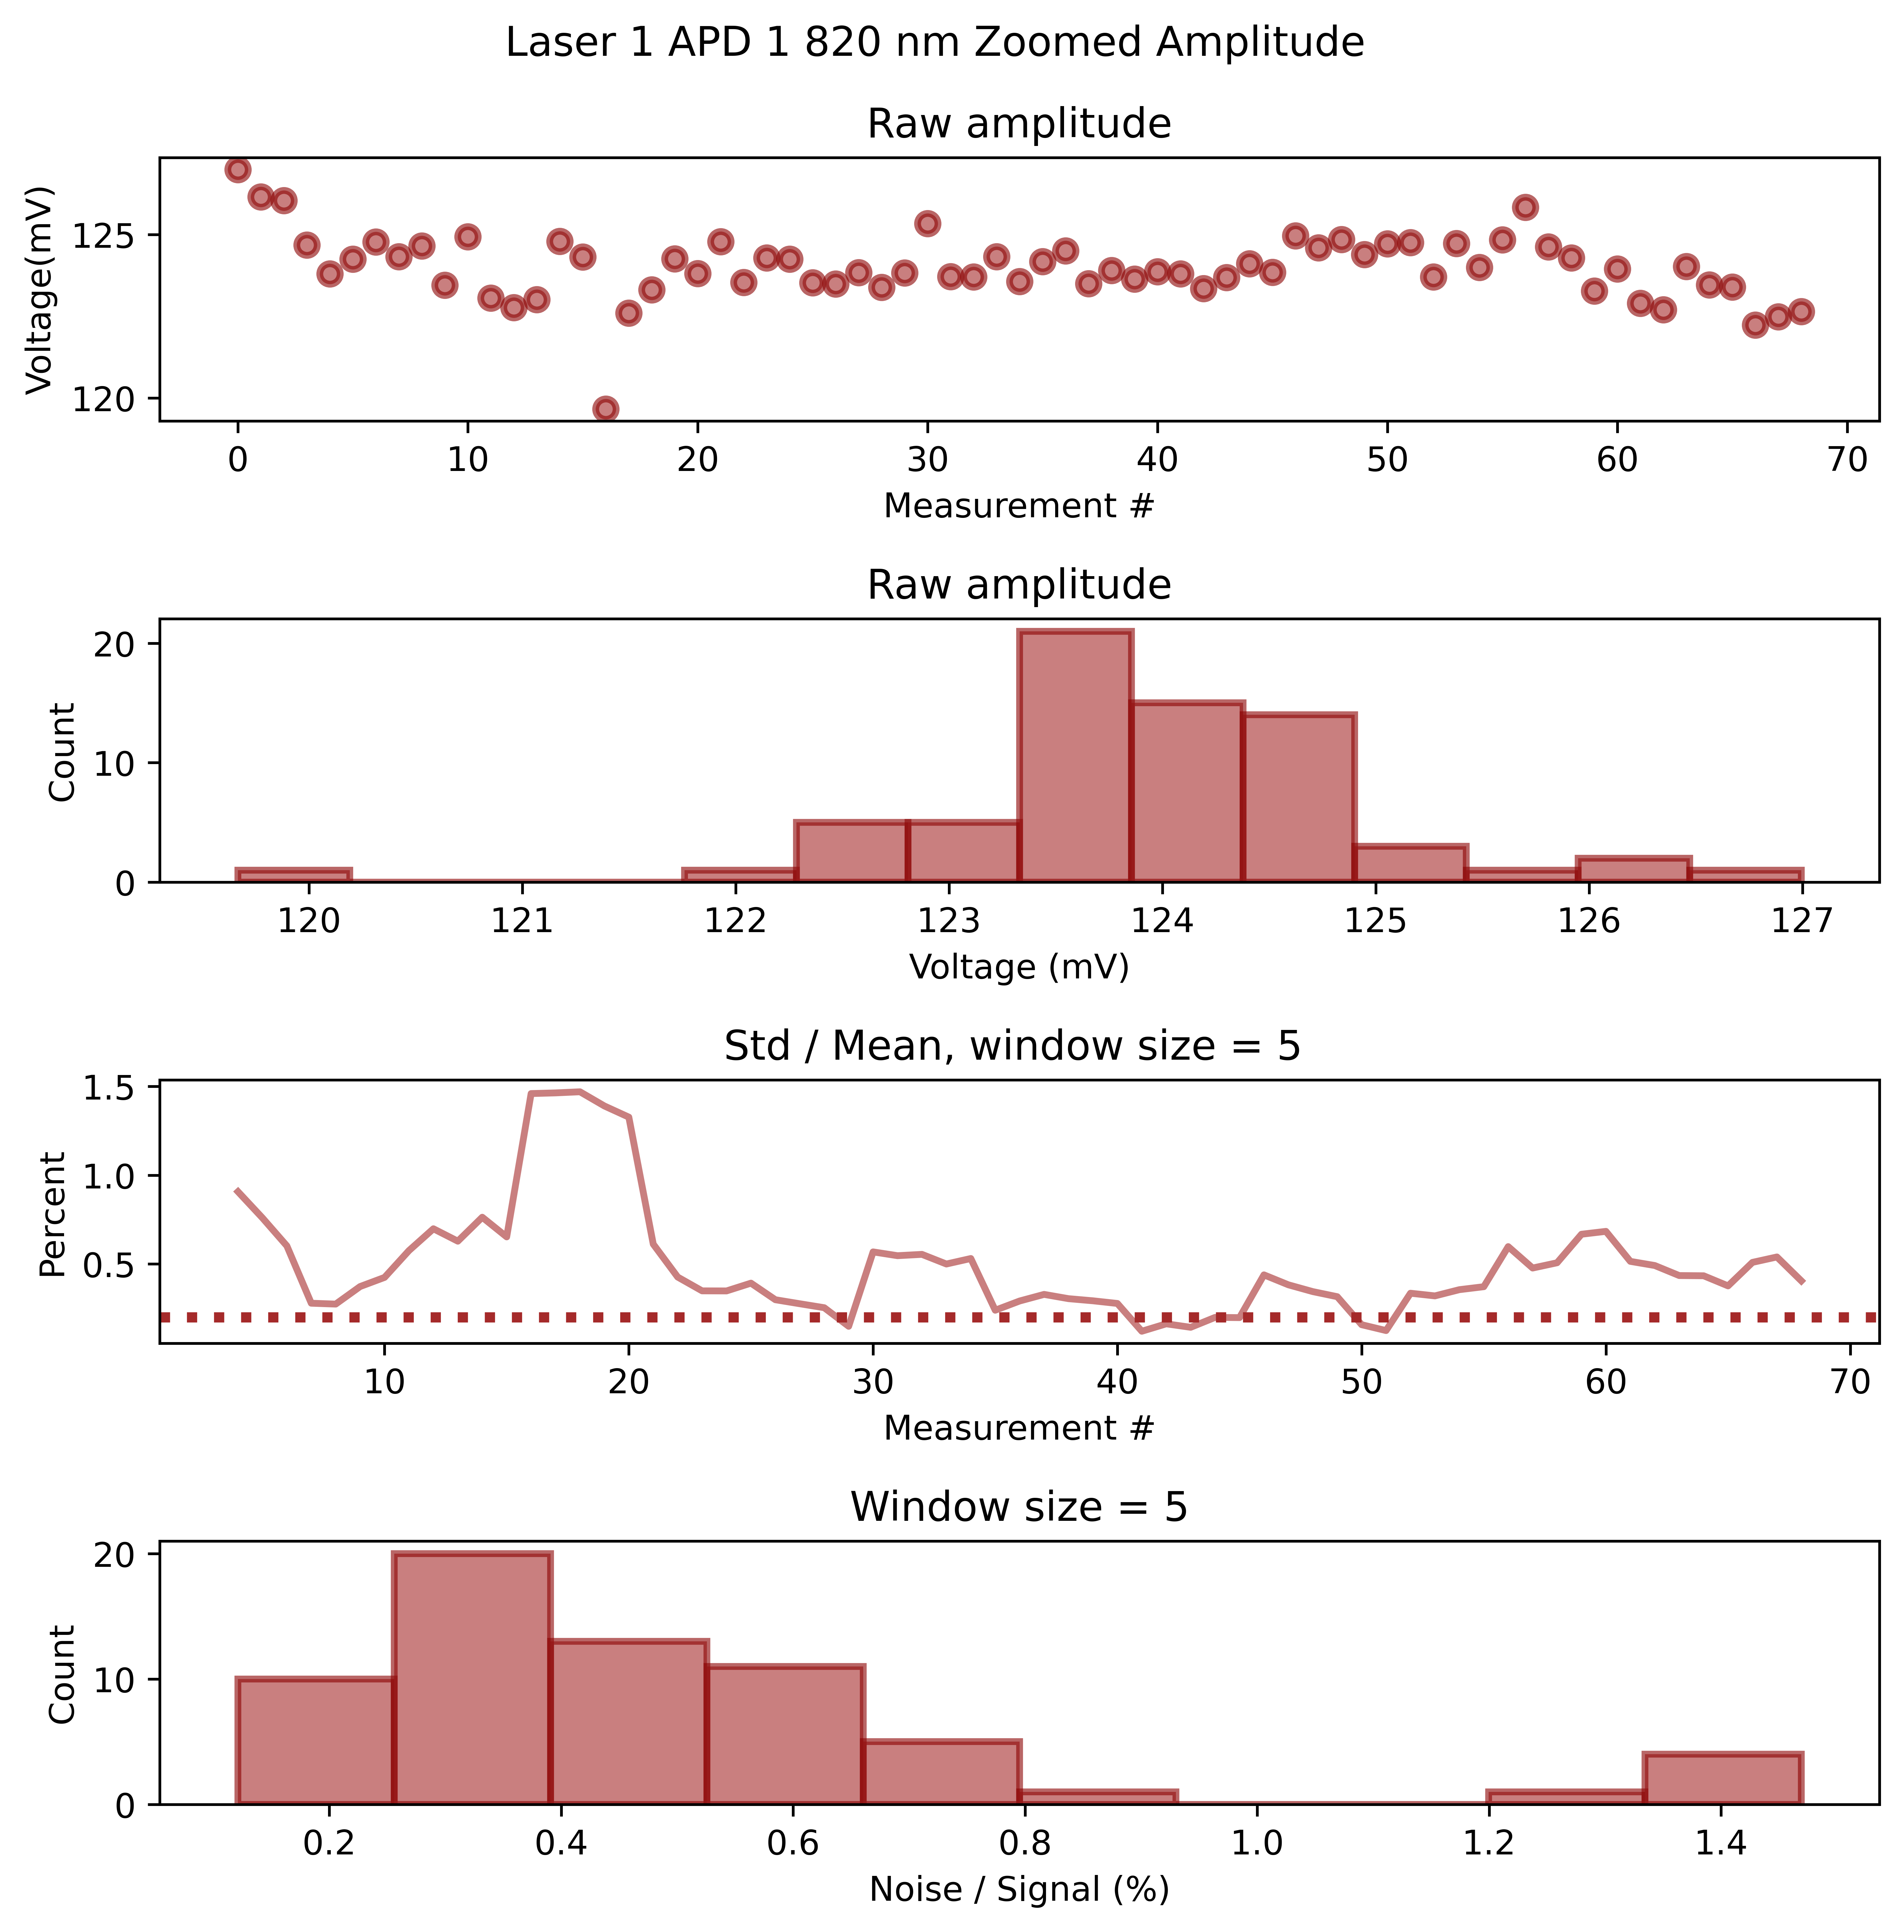 Laser 1 APD 1 820 nm Zoomed Amplitude
Raw amplitude
Voltage(mV)
125
120
0 10 20 30 40 50 60 70
Measurement #
Raw amplitude
Count
20
10
0
120 121 122 123 124 125 126 127
Voltage (mV)
Std / Mean, window size = 5
Percent
1.5
1.0
0.5
10 20 30 40 50 60 70
Measurement #
Window size = 5
Count
20
10
0
0.2 0.4 0.6 0.8 1.0 1.2 1.4
Noise / Signal (%)